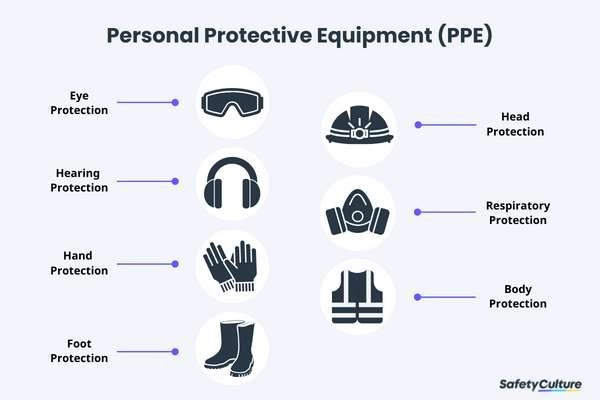 Personal Protective Equipment (PPE)
Eye
Protection
Hearing
Protection
Hand
Protection
Foot
Protection
Head
Protection
Respiratory
Protection
Body
Protection
SafetyCulture